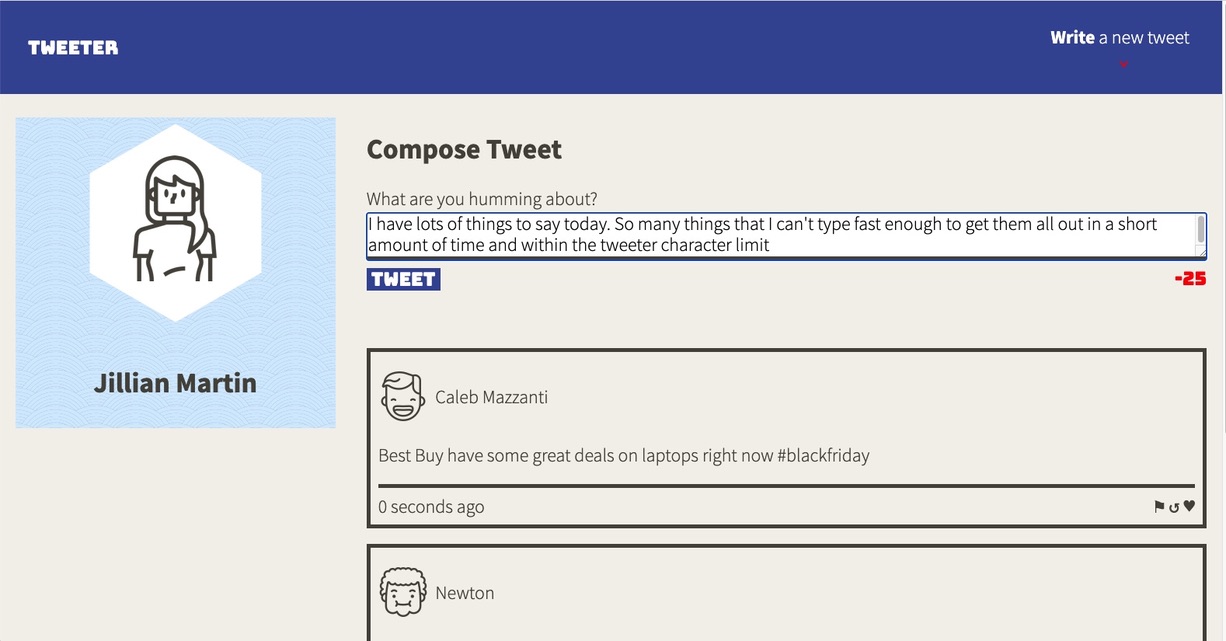 TWEETER
Write a new tweet
Jillian Martin
Compose Tweet
What are you humming about?
I have lots of things to say today. So many things that I can't type fast enough to get them all out in a short
amount of time and within the tweeter character limit
TWEET
-25
Caleb Mazzanti
Best Buy have some great deals on laptops right now #blackfriday
0 seconds ago
Newton